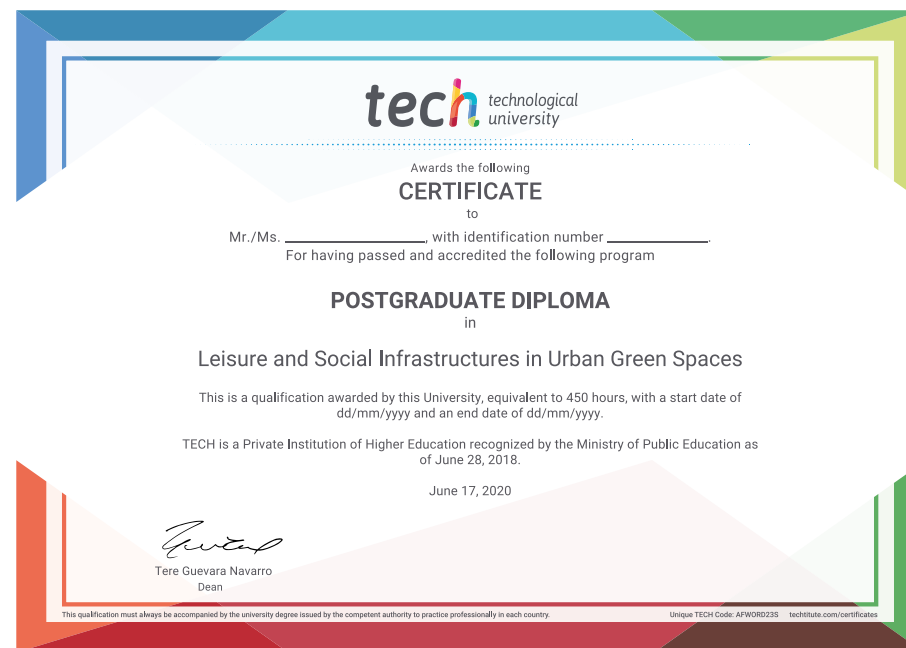 tech technological
university
Awards the following
CERTIFICATE
to
Mr./Ms. ____________________, with identification number ______________.
For having passed and accredited the following program
POSTGRADUATE DIPLOMA
in
Leisure and Social Infrastructures in Urban Green Spaces
This is a qualification awarded by this University, equivalent to 450 hours, with a start date of
dd/mm/yyyy and an end date of dd/mm/yyyy.
TECH is a Private Institution of Higher Education recognized by the Ministry of Public Education as
of June 28, 2018.
June 17, 2020
Tere Guevara Navarro
Dean
This qualification must always be accompanied by the university degree issued by the competent authority to practice professionally in each country. Unique TECH Code: AFWORD23S techtitute.com/certificates